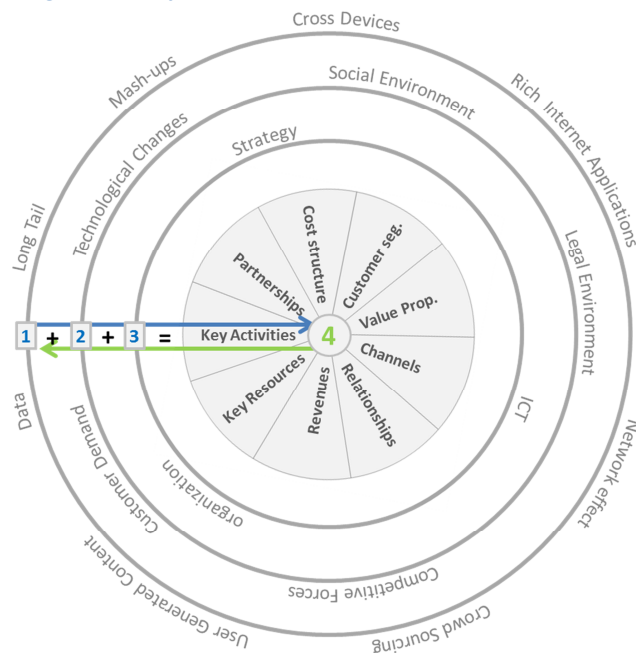 Cross Devices
Mash-ups
Rich Internet Applications
Long Tail
Social Environment
Technological Changes
Legal Environment
Strategy
Cost structure
Customer seg.
Partnerships
Value Prop.
1 + 2 + 3 = Key Activities 4
Channels
Key Resources
Revenues
Relationships
ICT
organization
Data
Customer Demand
Competitive Forces
Network effect
User Generated Content
Crowd Sourcing